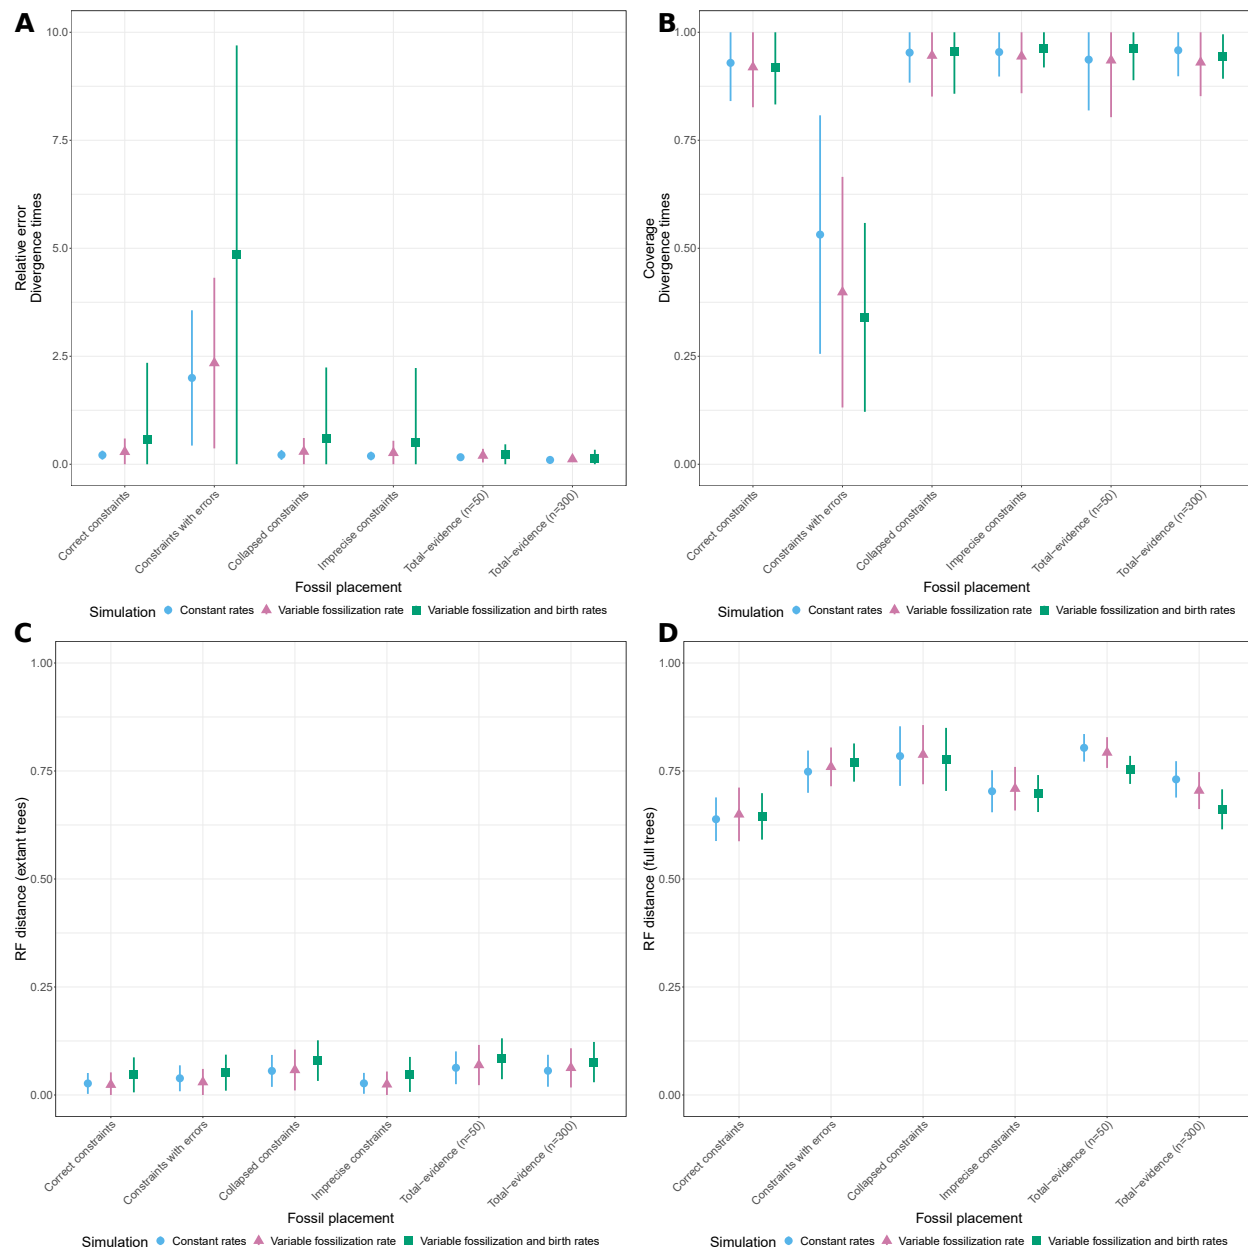 A
10.0
7.5
5.0
2.5
0.0
Relative error
Divergence times
Correct constraints
Constraints with errors
Collapsed constraints
Imprecise constraints
Total−evidence (n=50)
Total−evidence (n=300)
Fossil placement
Simulation Constant rates Variable fossilization rate Variable fossilization and birth rates
B
1.00
0.75
0.50
0.25
0.00
Coverage
Divergence times
Correct constraints
Constraints with errors
Collapsed constraints
Imprecise constraints
Total−evidence (n=50)
Total−evidence (n=300)
Fossil placement
Simulation Constant rates Variable fossilization rate Variable fossilization and birth rates
C
1.00
0.75
0.50
0.25
0.00
RF distance (extant trees)
Correct constraints
Constraints with errors
Collapsed constraints
Imprecise constraints
Total−evidence (n=50)
Total−evidence (n=300)
Fossil placement
Simulation Constant rates Variable fossilization rate Variable fossilization and birth rates
D
1.00
0.75
0.50
0.25
0.00
RF distance (full trees)
Correct constraints
Constraints with errors
Collapsed constraints
Imprecise constraints
Total−evidence (n=50)
Total−evidence (n=300)
Fossil placement
Simulation Constant rates Variable fossilization rate Variable fossilization and birth rates